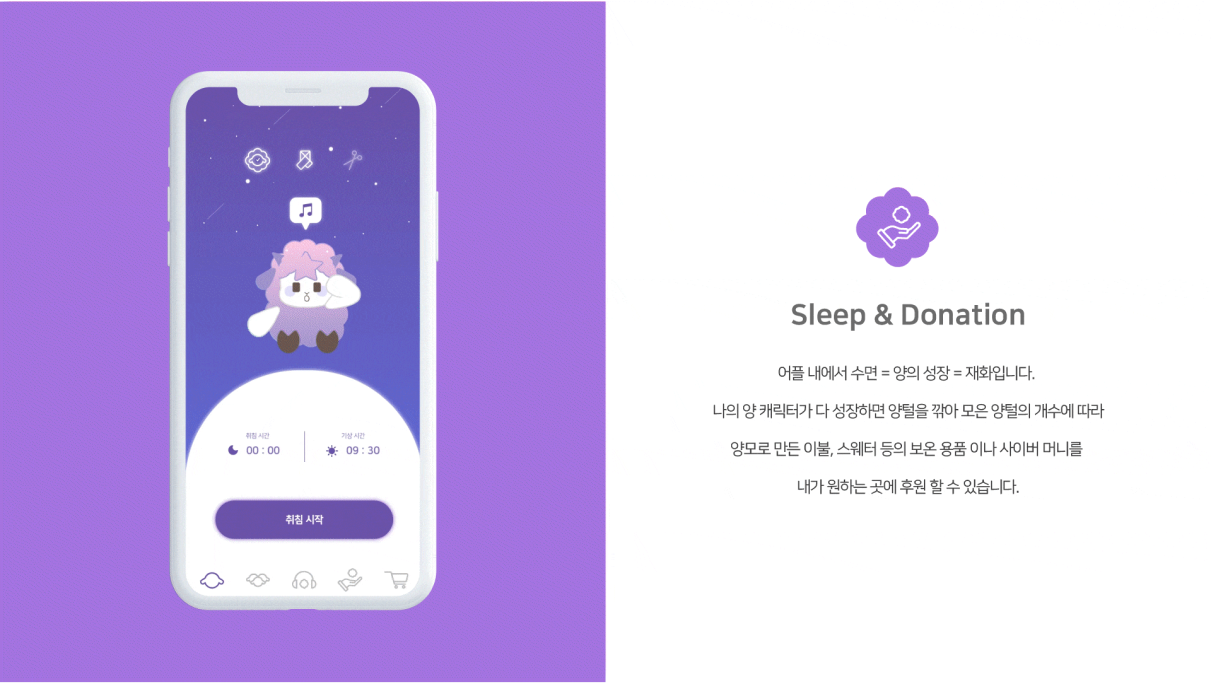 취침 시간
기상 시간
00 : 00
09 : 30
취침 시작
Sleep & Donation
어플 내에서 수면 = 양의 성장 = 재화입니다.
나의 양 캐릭터가 다 성장하면 양털을 깎아 모은 양털의 개수에 따라
양모로 만든 이불, 스웨터 등의 보온 용품 이나 사이버 머니를
내가 원하는 곳에 후원 할 수 있습니다.